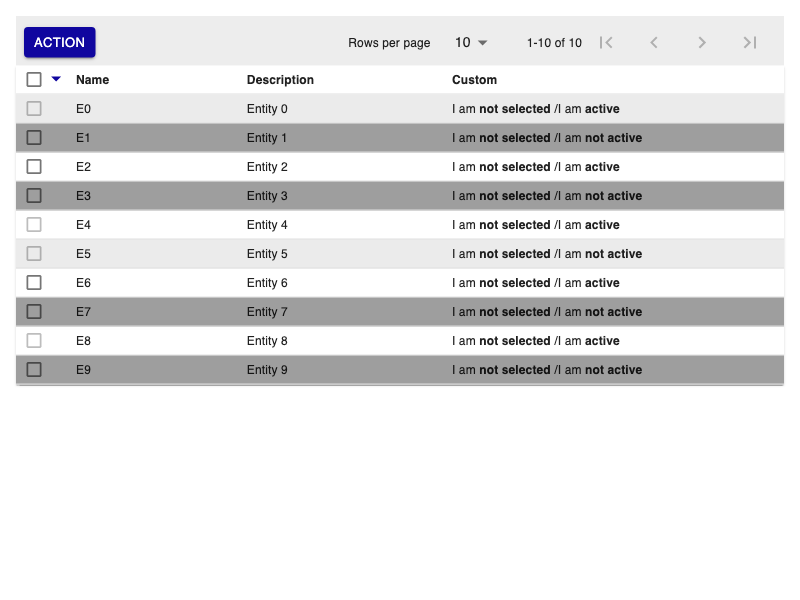 ACTION Rows per page 10 1-10 of 10
Name Description Custom
E0 Entity 0 I am not selected /I am active
E1 Entity 1 I am not selected /I am not active
E2 Entity 2 I am not selected /I am active
E3 Entity 3 I am not selected /I am not active
E4 Entity 4 I am not selected /I am active
E5 Entity 5 I am not selected /I am not active
E6 Entity 6 I am not selected /I am active
E7 Entity 7 I am not selected /I am not active
E8 Entity 8 I am not selected /I am active
E9 Entity 9 I am not selected /I am not active